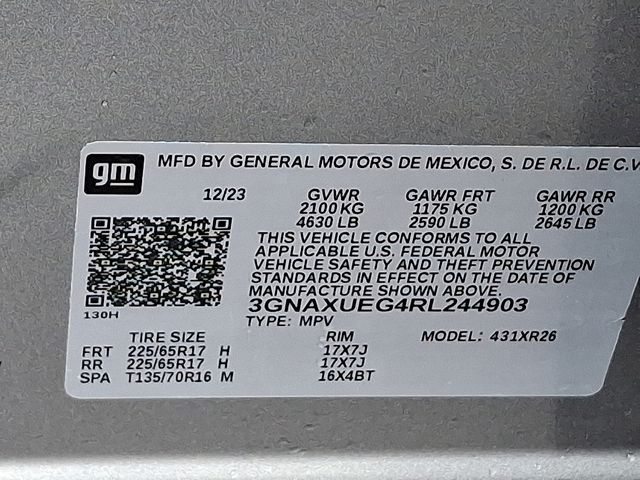 gm MFD BY GENERAL MOTORS DE MEXICO, S. DE R.L. DE C.V
12/23 GVWR GAWR FRT GAWR RR
2100 KG 1175 KG 1200 KG
4630 LB 2590 LB 2645 LB
THIS VEHICLE CONFORMS TO ALL
APPLICABLE U.S. FEDERAL MOTOR
VEHICLE SAFETY AND THEFT PREVENTION
STANDARDS IN EFFECT ON THE DATE OF
MANUFACTURE SHOWN ABOVE.
3GNAXUEG4RL244903
130H
TYPE: MPV
TIRE SIZE RIM MODEL: 431XR26
FRT 225/65R17 H 17X7J
RR 225/65R17 H 17X7J
SPA T135/70R16 M 16X4BT